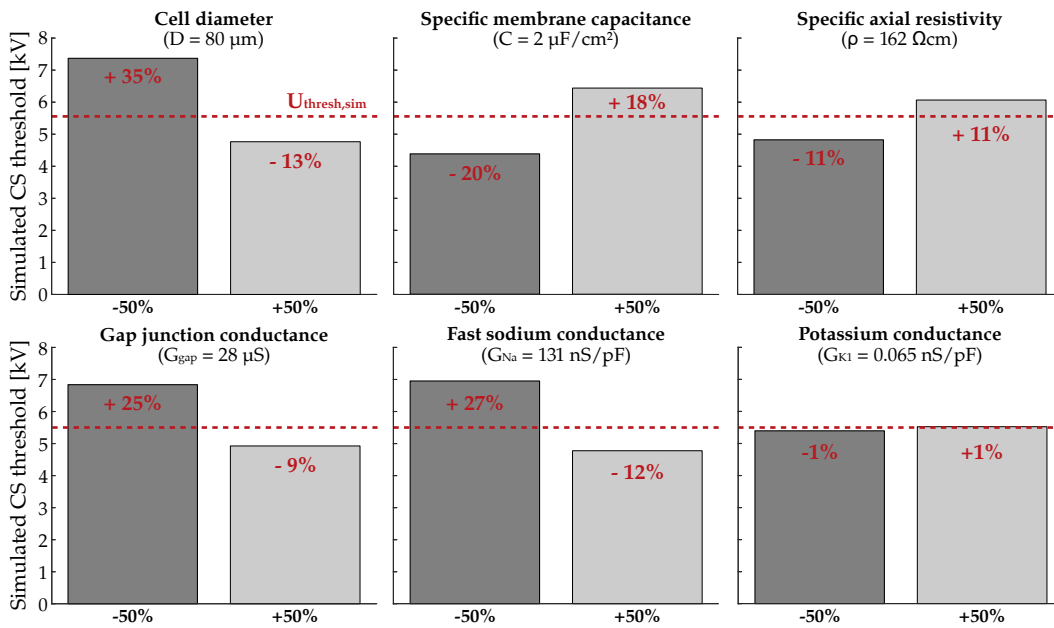 Cell diameter
(D = 80 µm)
Specific membrane capacitance
(C = 2 µF/cm²)
Specific axial resistivity
(ρ = 162 Ωcm)
Simulated CS threshold [kV]
8
7
6
5
4
3
2
1
0
+ 35%
- 13%
Uthresh,sim
-50%
+50%
- 20%
+ 18%
-50%
+50%
- 11%
+ 11%
-50%
+50%
Gap junction conductance
(Ggap = 28 µS)
Fast sodium conductance
(GNa = 131 nS/pF)
Potassium conductance
(GK1 = 0.065 nS/pF)
Simulated CS threshold [kV]
8
7
6
5
4
3
2
1
0
+ 25%
- 9%
-50%
+50%
+ 27%
- 12%
-50%
+50%
-1%
+1%
-50%
+50%